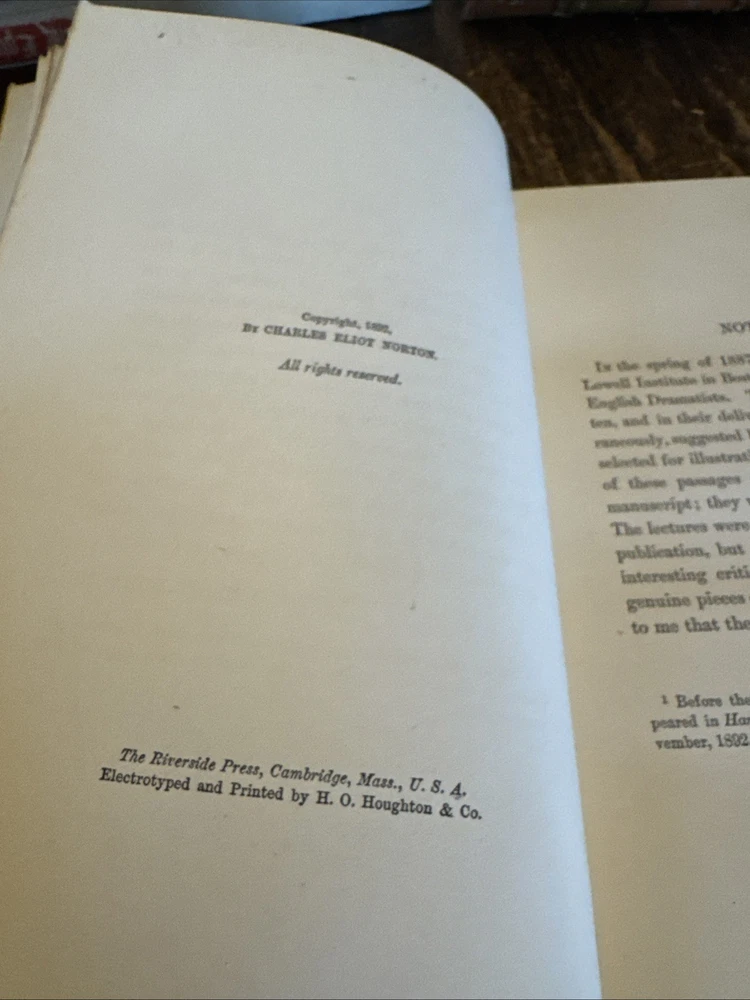 Copyright, 1892,
By CHARLES ELIOT NORTON.
All rights reserved.
The Riverside Press, Cambridge, Mass., U. S. A.
Electrotyped and Printed by H. O. Houghton & Co.
NOT
In the spring of 1887
Lowell Institute in Bost
English Dramatists.
ten, and in their deli
raneously, suggested
selected for illustrat
of these passages
manuscript; they
The lectures were
publication, but
interesting criti
genuine pieces
to me that the
1 Before the
peared in Har
vember, 1892